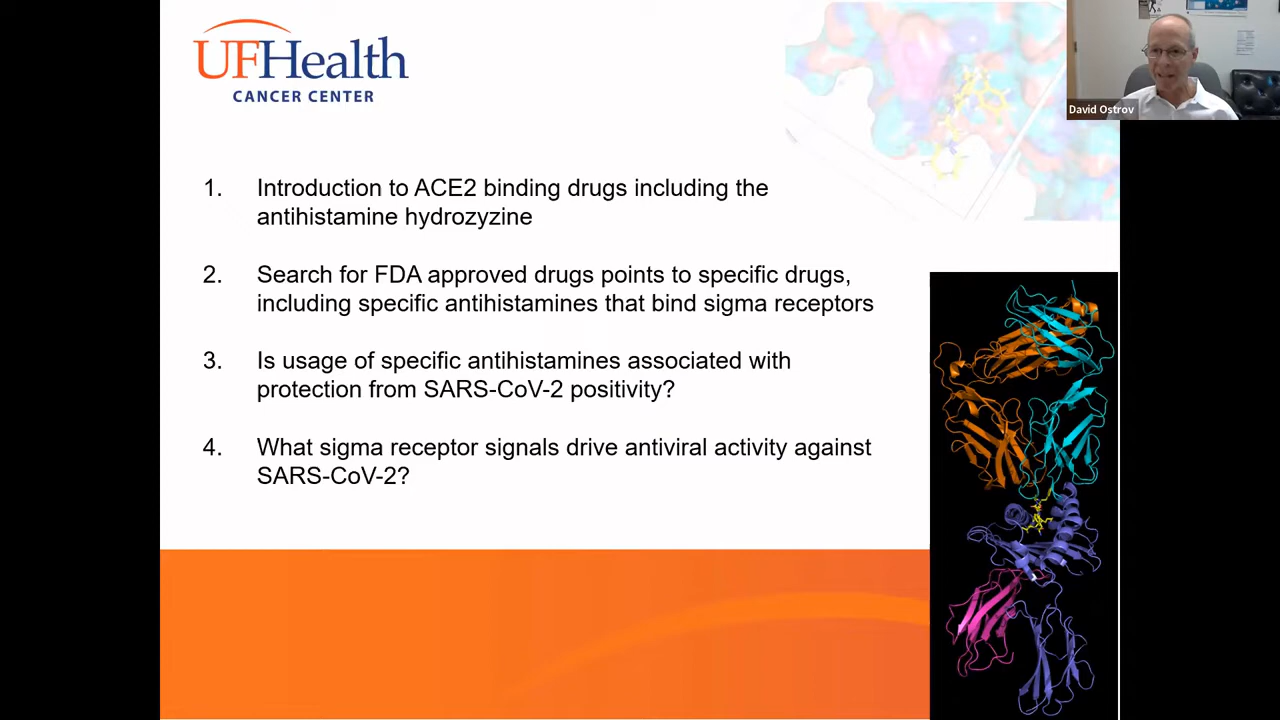 UFHealth
CANCER CENTER
David Ostrov
1. Introduction to ACE2 binding drugs including the
antihistamine hydrozyzine
2. Search for FDA approved drugs points to specific drugs,
including specific antihistamines that bind sigma receptors
3. Is usage of specific antihistamines associated with
protection from SARS-CoV-2 positivity?
4. What sigma receptor signals drive antiviral activity against
SARS-CoV-2?